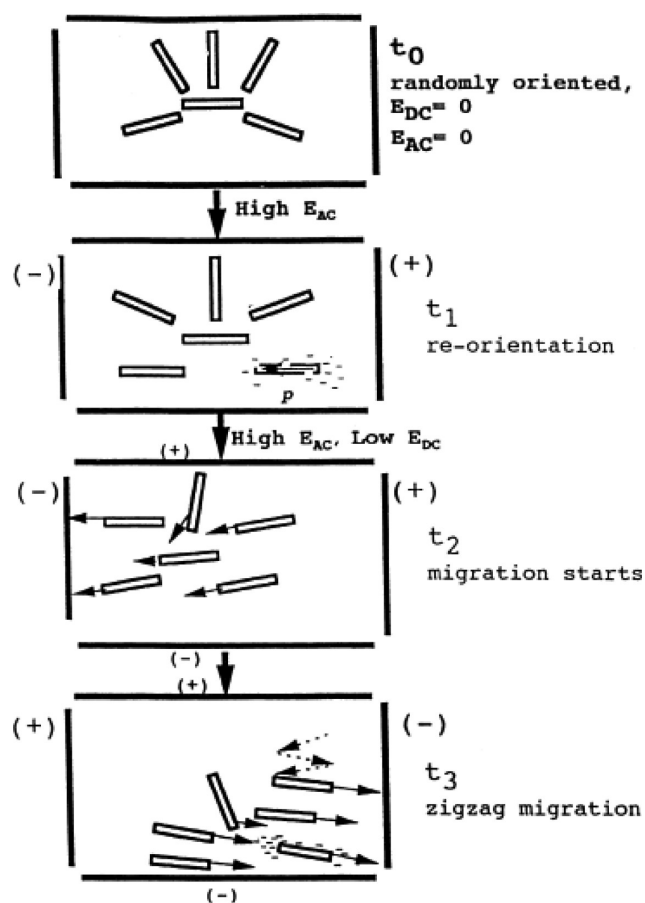 t0
randomly oriented,
EDC= 0
EAC= 0
High EAC
(-)
(+)
t1
re-orientation
p
High EAC, Low EDC
(+)
(-)
(+)
t2
migration starts
(-)
(+)
(+)
(-)
t3
zigzag migration
(-)